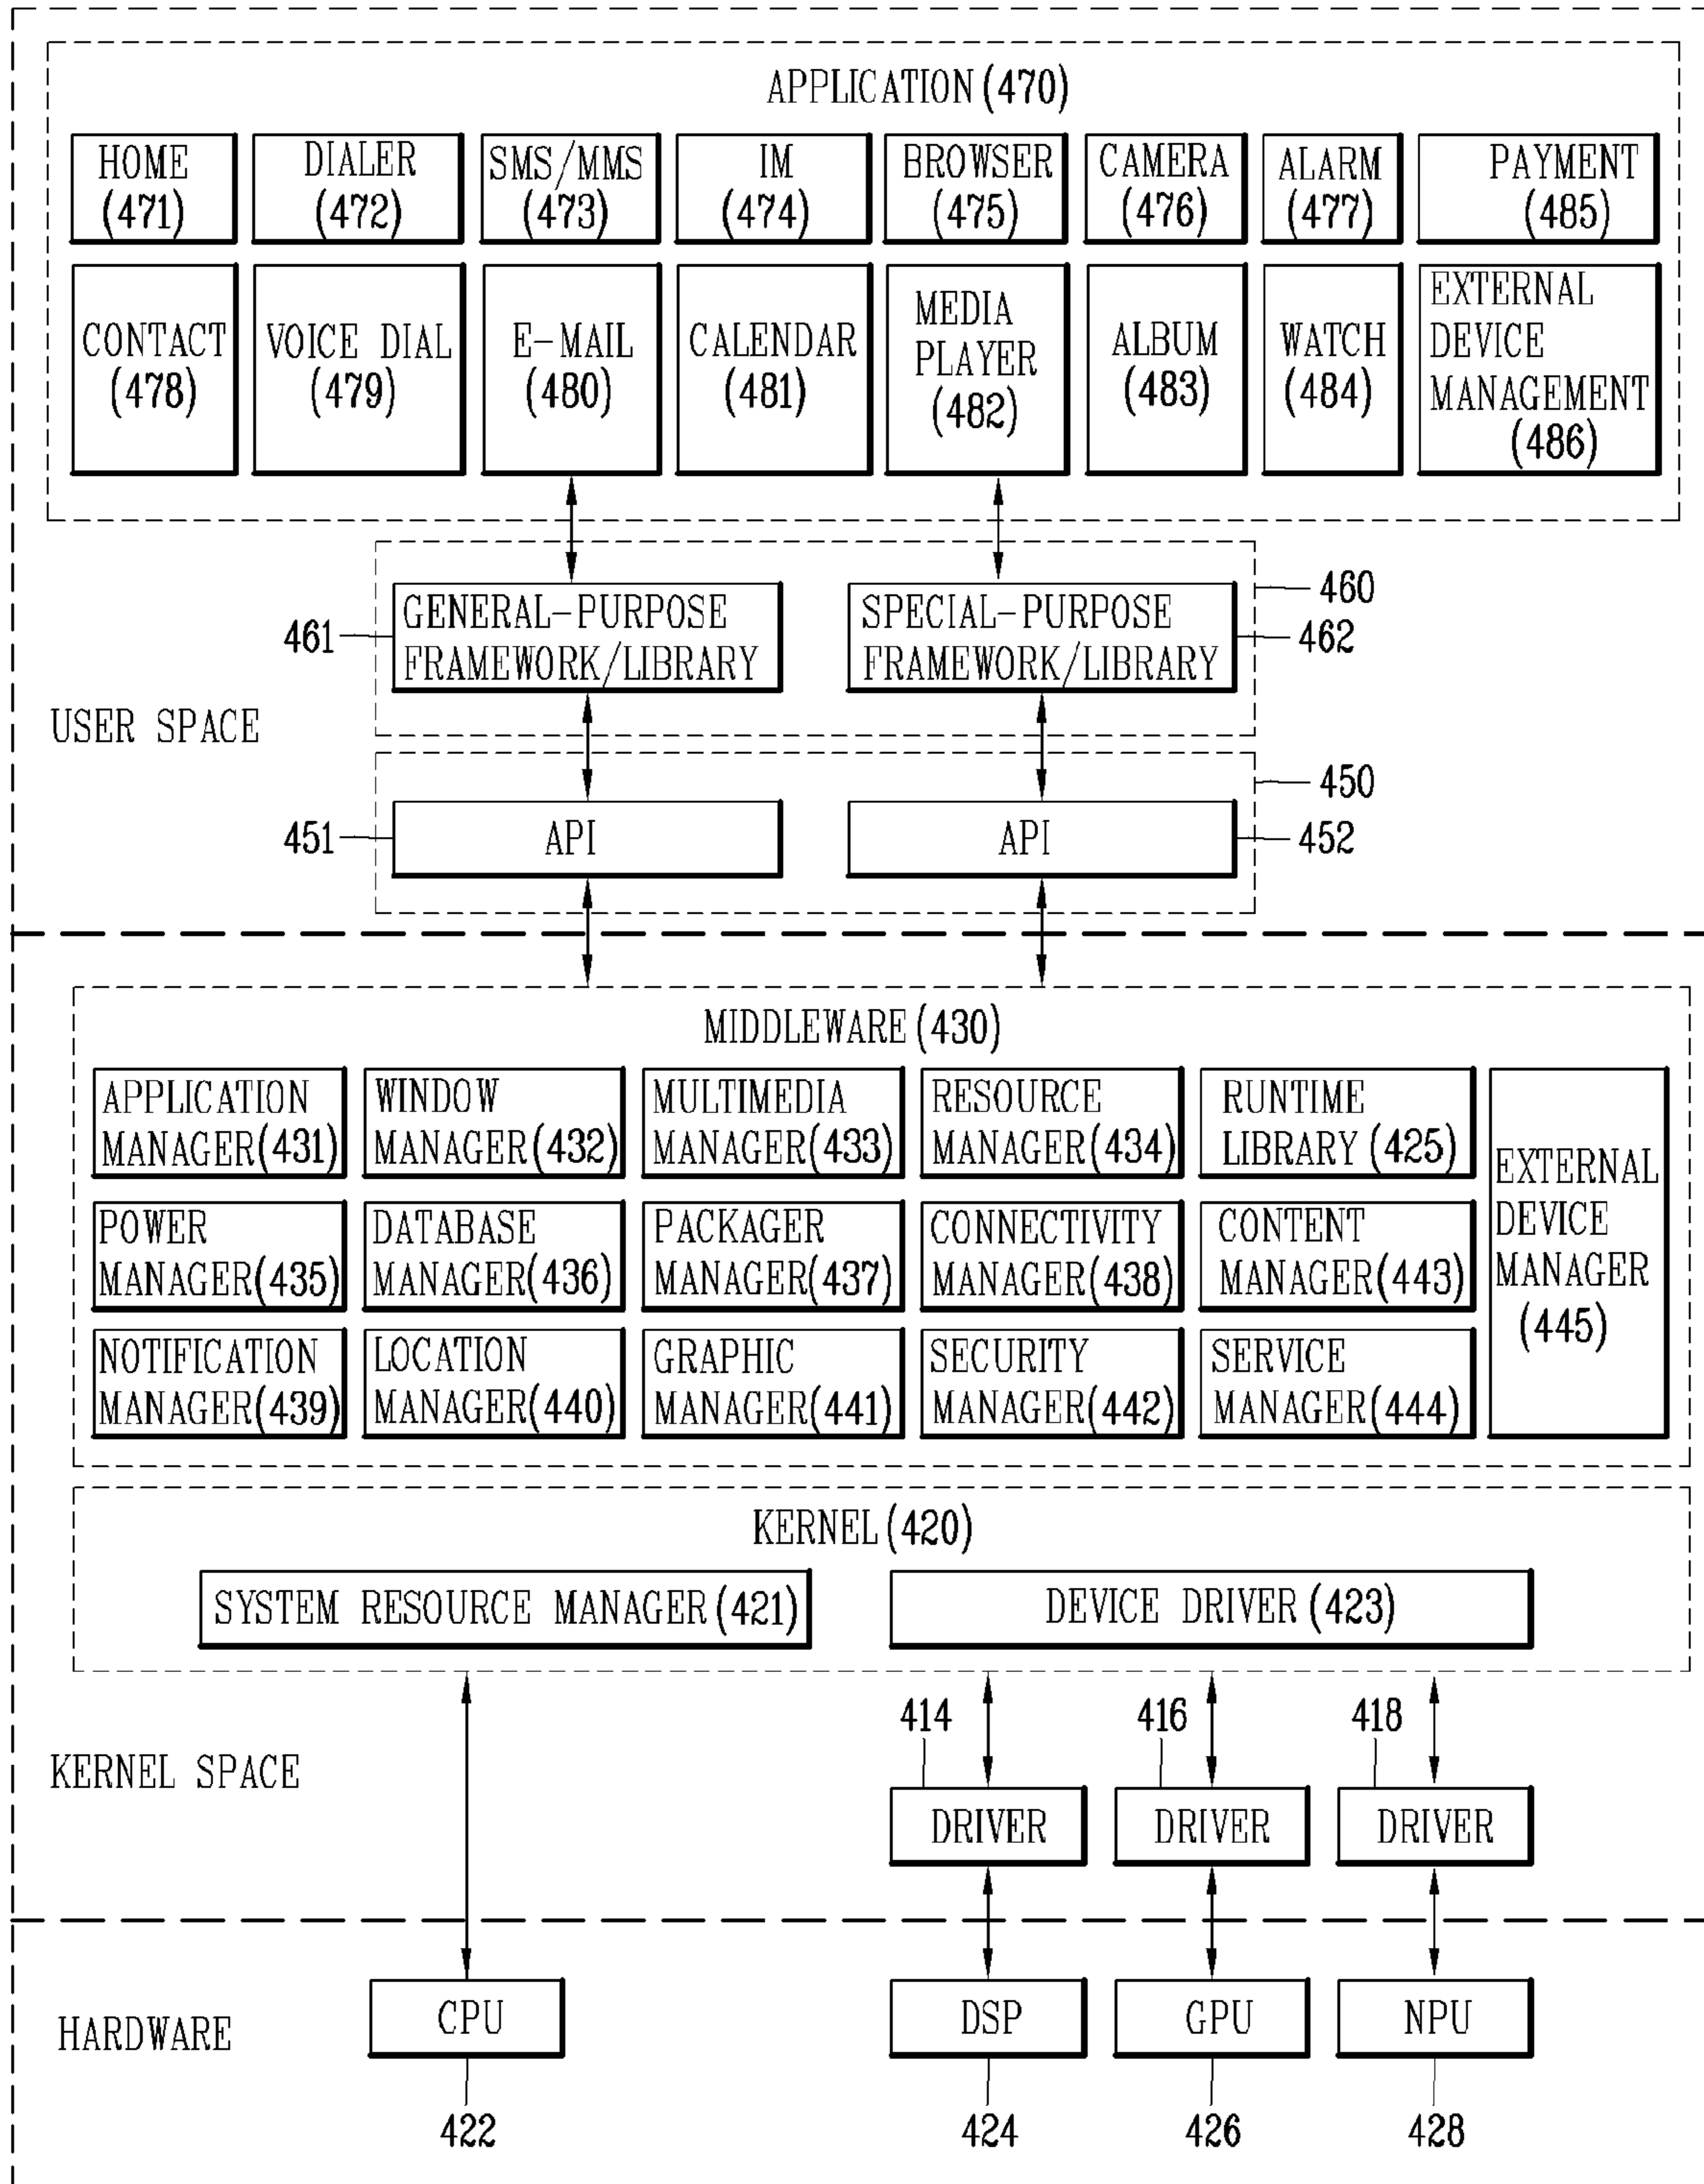 APPLICATION(470)
HOME
(471)
DIALER
(472)
SMS/MMS
(473)
IM
(474)
BROWSER
(475)
CAMERA
(476)
ALARM
(477)
PAYMENT
(485)
CONTACT
(478)
VOICE DIAL
(479)
E-MAIL
(480)
CALENDAR
(481)
MEDIA
PLAYER
(482)
ALBUM
(483)
WATCH
(484)
EXTERNAL
DEVICE
MANAGEMENT
(486)
460
461
GENERAL-PURPOSE
FRAMEWORK/LIBRARY
SPECIAL-PURPOSE
FRAMEWORK/LIBRARY
462
USER SPACE
450
451
API
API
452
MIDDLEWARE(430)
APPLICATION
MANAGER(431)
WINDOW
MANAGER(432)
MULTIMEDIA
MANAGER(433)
RESOURCE
MANAGER(434)
RUNTIME
LIBRARY(425)
EXTERNAL
DEVICE
MANAGER
(445)
POWER
MANAGER(435)
DATABASE
MANAGER(436)
PACKAGER
MANAGER(437)
CONNECTIVITY
MANAGER(438)
CONTENT
MANAGER(443)
NOTIFICATION
MANAGER(439)
LOCATION
MANAGER(440)
GRAPHIC
MANAGER(441)
SECURITY
MANAGER(442)
SERVICE
MANAGER(444)
KERNEL(420)
SYSTEM RESOURCE MANAGER(421)
DEVICE DRIVER(423)
414
416
418
KERNEL SPACE
DRIVER
DRIVER
DRIVER
HARDWARE
CPU
DSP
GPU
NPU
422
424
426
428